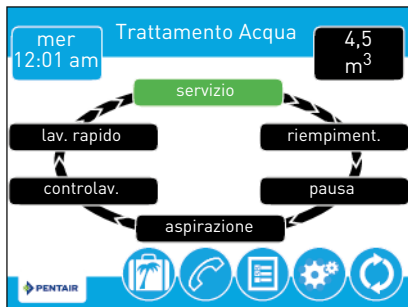 mer
12:01 am
Trattamento Acqua
4,5
m³
servizio
lav. rapido
riempiment.
controlav.
pausa
aspirazione
PENTAIR